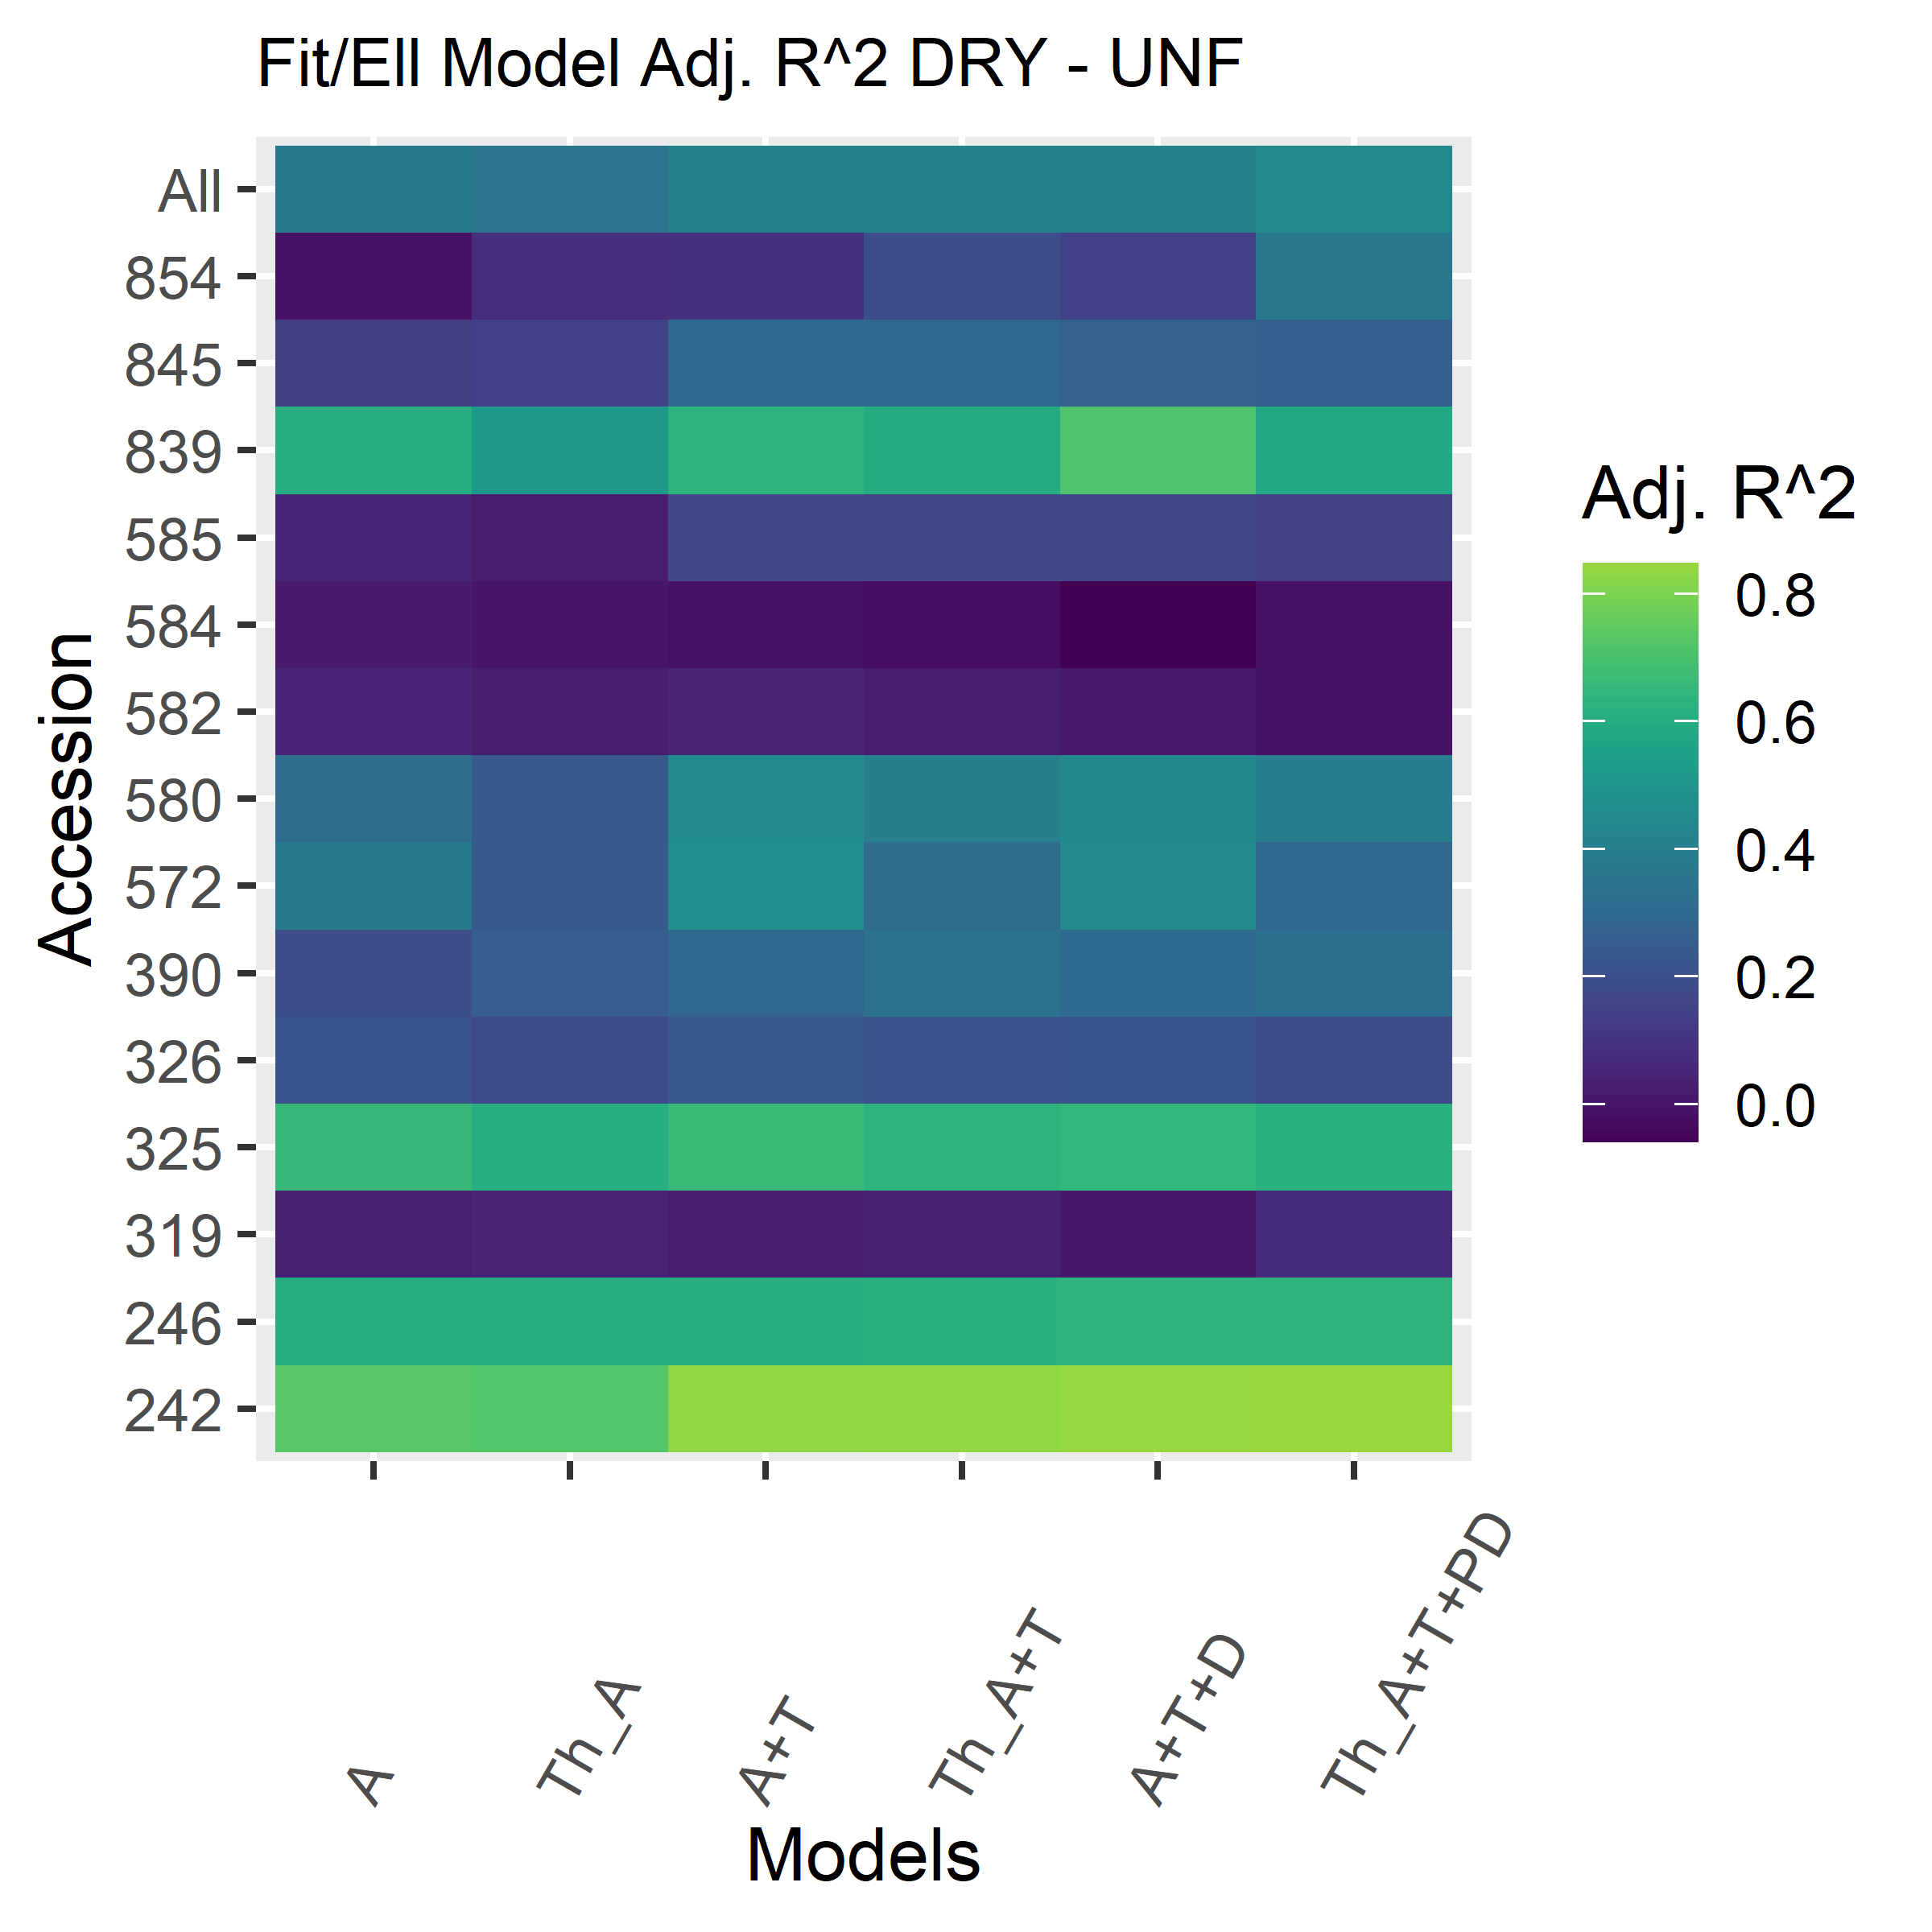 Fit/Ell Model Adj. R^2 DRY - UNF
Accession
All
854
845
839
585
584
582
580
572
390
326
325
319
246
242
A
Th_A
A+T
Th_A+T
A+T+D
Th_A+T+PD
Models
Adj. R^2
0.8
0.6
0.4
0.2
0.0